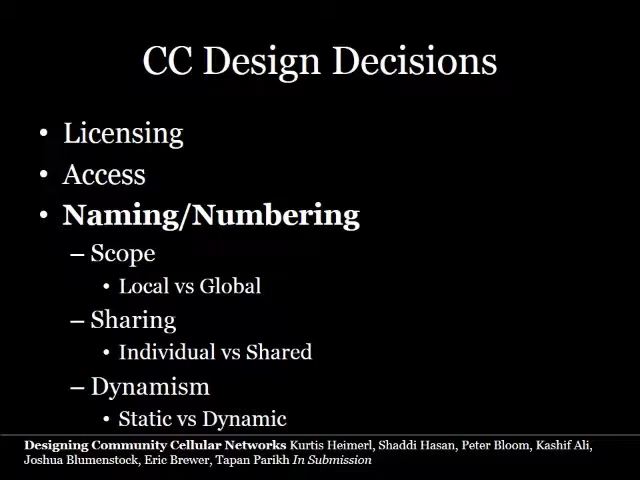 CC Design Decisions
• Licensing
• Access
• Naming/Numbering
– Scope
• Local vs Global
– Sharing
• Individual vs Shared
– Dynamism
• Static vs Dynamic
Designing Community Cellular Networks Kurtis Heimerl, Shaddi Hasan, Peter Bloom, Kashif Ali,
Joshua Blumenstock, Eric Brewer, Tapan Parikh In Submission